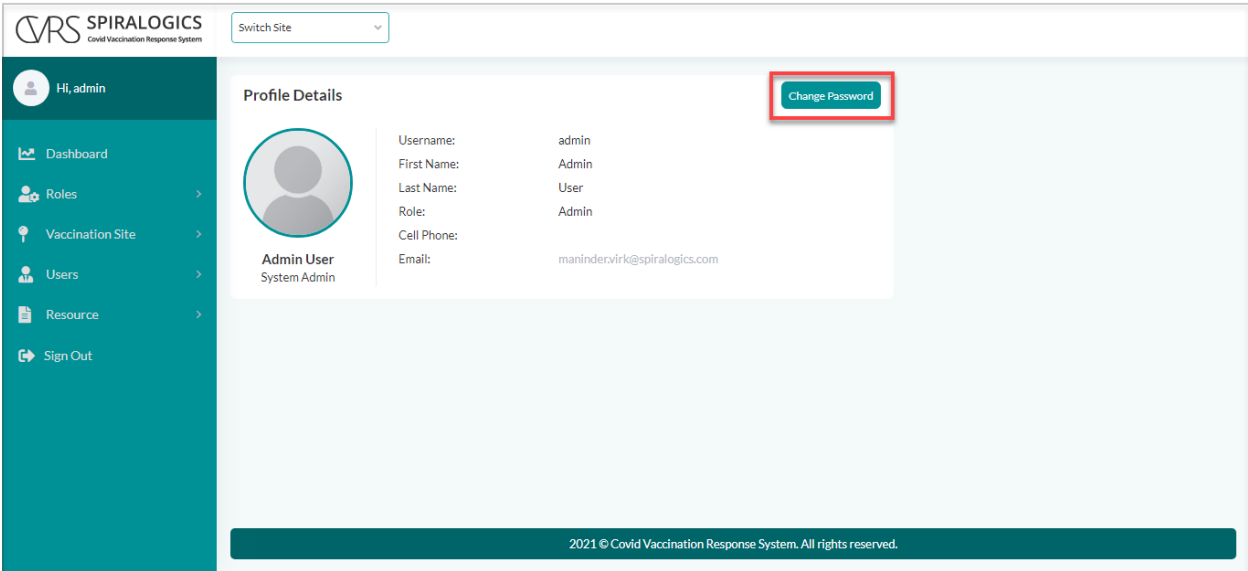 CVRS SPIRALOGICS
Covid Vaccination Response System
Switch Site
Hi, admin
Dashboard
Roles
Vaccination Site
Users
Resource
Sign Out
Profile Details
Change Password
Admin User
System Admin
Username: admin
First Name: Admin
Last Name: User
Role: Admin
Cell Phone:
Email: maninder.virk@spiralogics.com
2021 © Covid Vaccination Response System. All rights reserved.